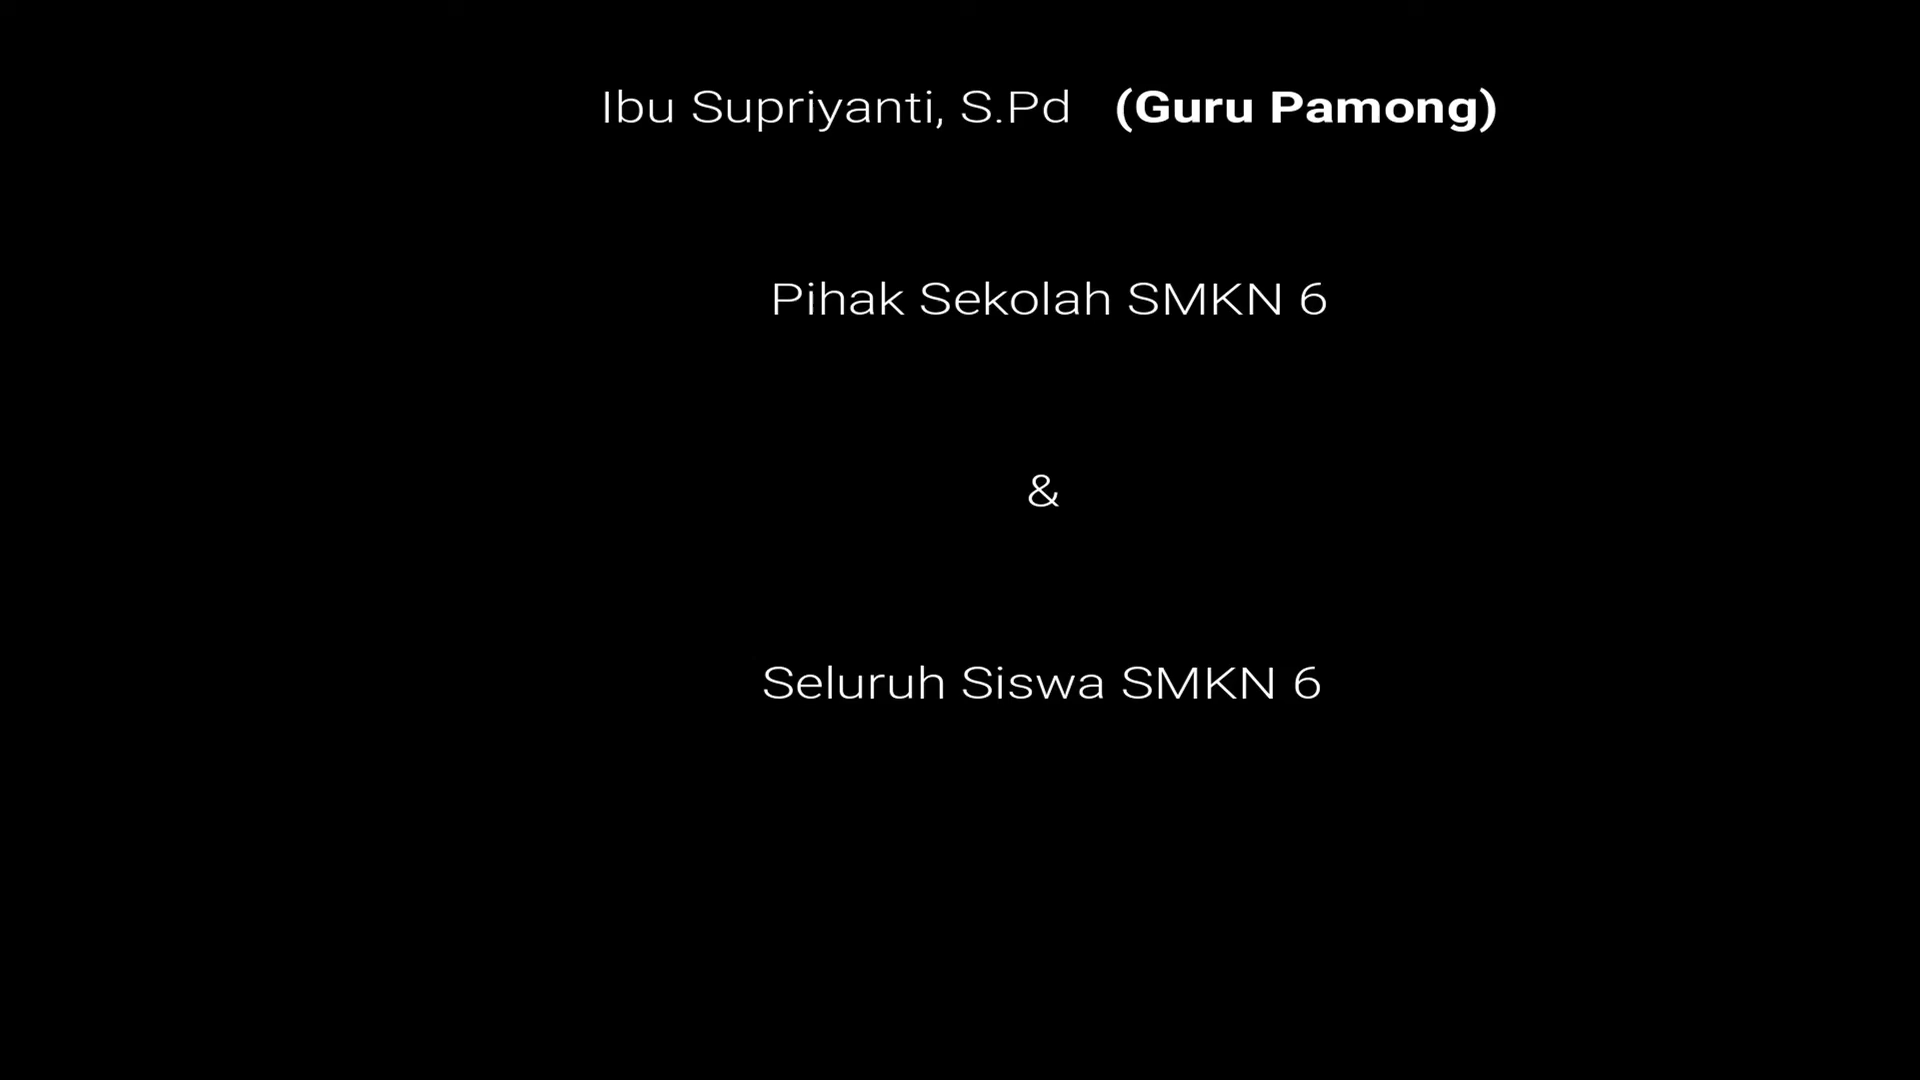 Ibu Supriyanti, S.Pd (Guru Pamong)
Pihak Sekolah SMKN 6
&
Seluruh Siswa SMKN 6